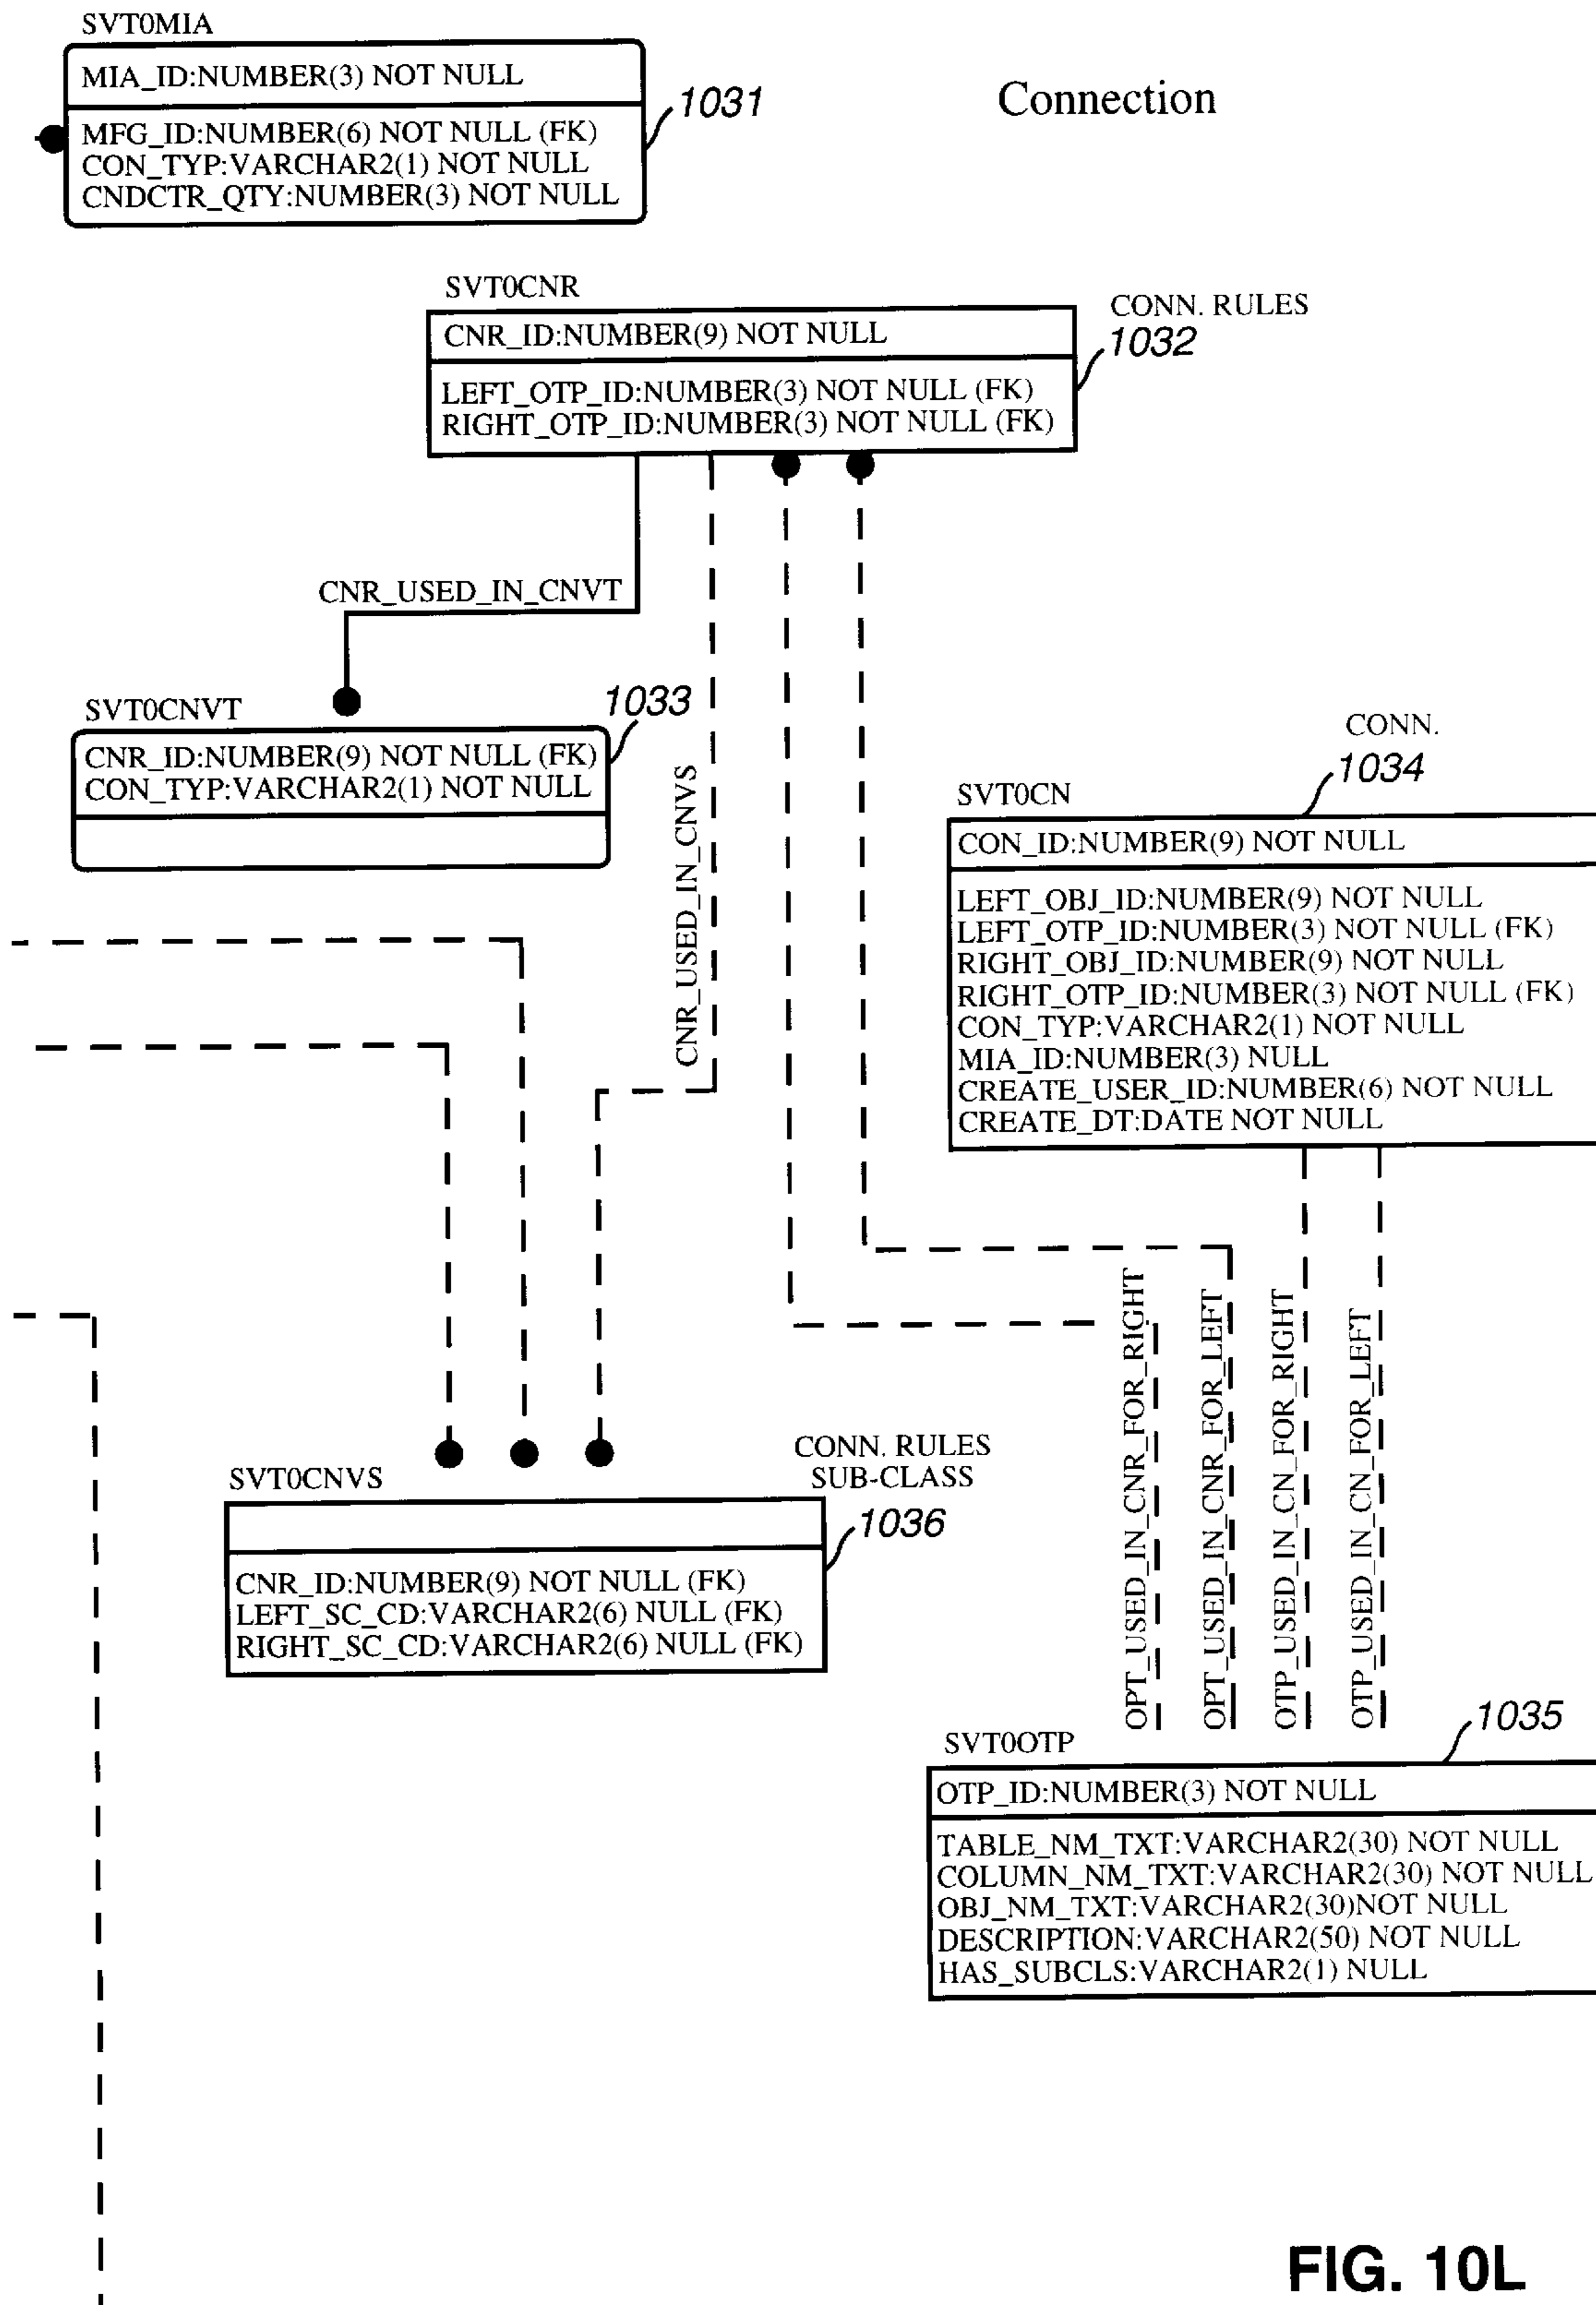 SVT0MIA
MIA_ID:NUMBER(3) NOT NULL
MFG_ID:NUMBER(6) NOT NULL (FK)
CON_TYP:VARCHAR2(1) NOT NULL
CNDCTR_QTY:NUMBER(3) NOT NULL
1031
Connection
SVT0CNR
CNR_ID:NUMBER(9) NOT NULL
LEFT_OTP_ID:NUMBER(3) NOT NULL (FK)
RIGHT_OTP_ID:NUMBER(3) NOT NULL (FK)
CONN. RULES
1032
CNR_USED_IN_CNVT
SVT0CNVT
1033
CNR_ID:NUMBER(9) NOT NULL (FK)
CON_TYP:VARCHAR2(1) NOT NULL
CNR_USED_IN_CNVS
CONN.
1034
SVT0CN
CON_ID:NUMBER(9) NOT NULL
LEFT_OBJ_ID:NUMBER(9) NOT NULL
LEFT_OTP_ID:NUMBER(3) NOT NULL (FK)
RIGHT_OBJ_ID:NUMBER(9) NOT NULL
RIGHT_OTP_ID:NUMBER(3) NOT NULL (FK)
CON_TYP:VARCHAR2(1) NOT NULL
MIA_ID:NUMBER(3) NULL
CREATE_USER_ID:NUMBER(6) NOT NULL
CREATE_DT:DATE NOT NULL
OPT_USED_IN_CNR_FOR_RIGHT
OPT_USED_IN_CNR_FOR_LEFT
OTP_USED_IN_CN_FOR_RIGHT
OTP_USED_IN_CN_FOR_LEFT
SVT0CNVS
CONN. RULES
SUB-CLASS
1036
CNR_ID:NUMBER(9) NOT NULL (FK)
LEFT_SC_CD:VARCHAR2(6) NULL (FK)
RIGHT_SC_CD:VARCHAR2(6) NULL (FK)
SVT0OTP
1035
OTP_ID:NUMBER(3) NOT NULL
TABLE_NM_TXT:VARCHAR2(30) NOT NULL
COLUMN_NM_TXT:VARCHAR2(30) NOT NULL
OBJ_NM_TXT:VARCHAR2(30)NOT NULL
DESCRIPTION:VARCHAR2(50) NOT NULL
HAS_SUBCLS:VARCHAR2(1) NULL
FIG. 10L